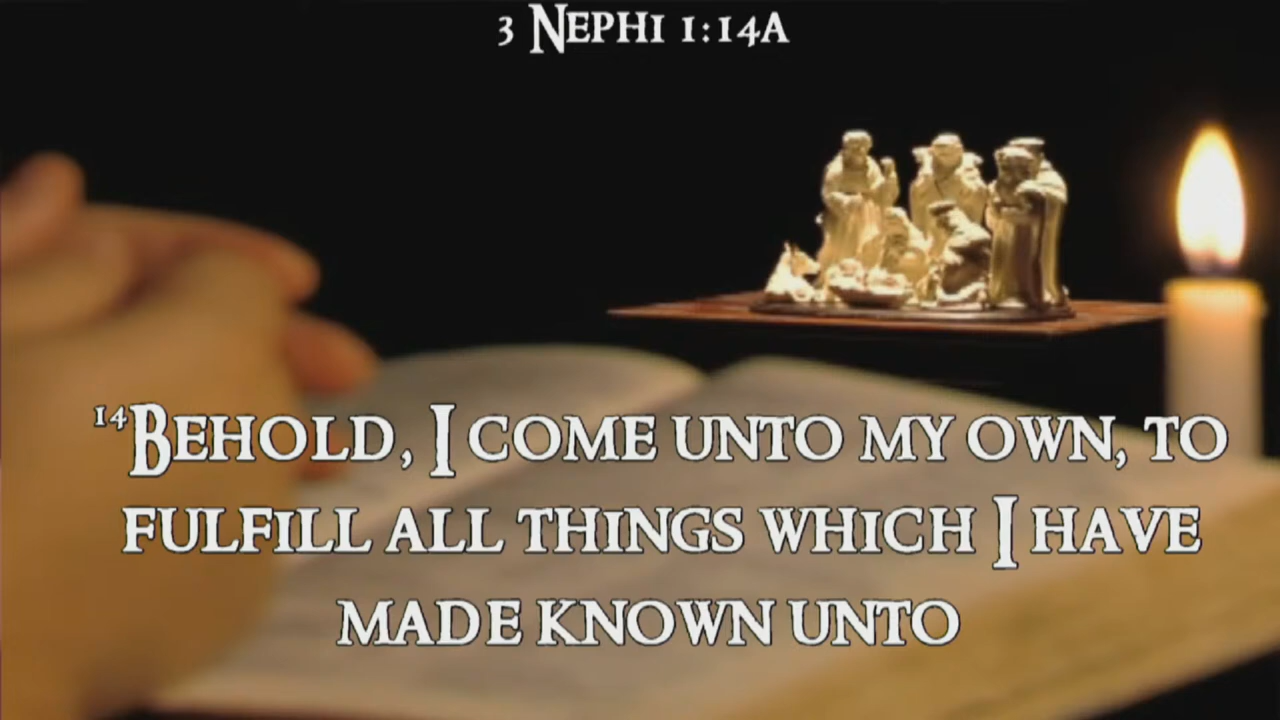 3 Nephi 1:14a
¹⁴Behold, I come unto my own, to
fulfill all things which I have
made known unto